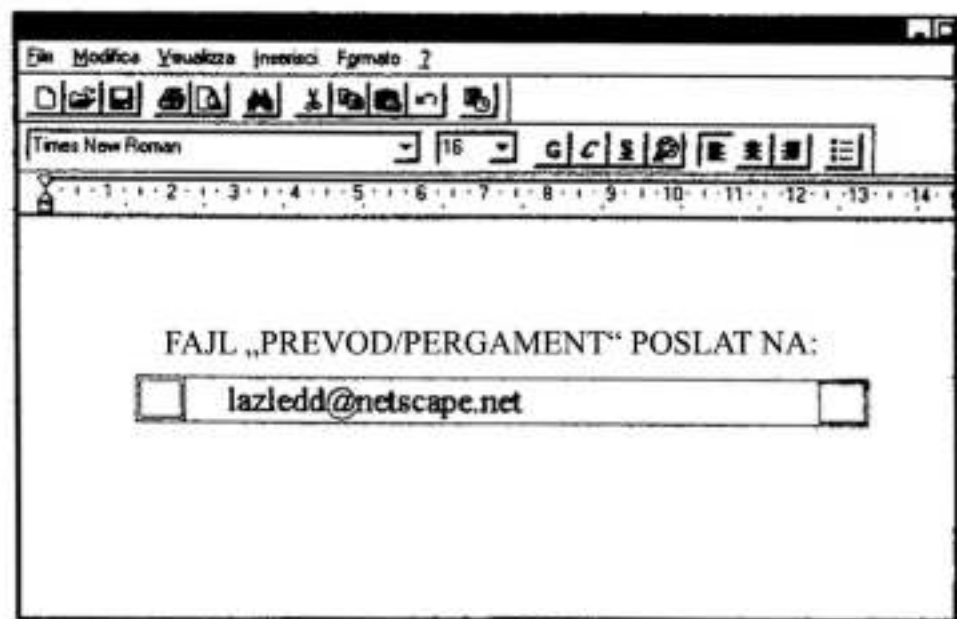 File Modifica Visualizza Inserisci Formato ?
Times New Roman 16 G C S
1 2 3 4 5 6 7 8 9 10 11 12 13 14
FAJL „PREVOD/PERGAMENT“ POSLAT NA:
lazledd@netscape.net